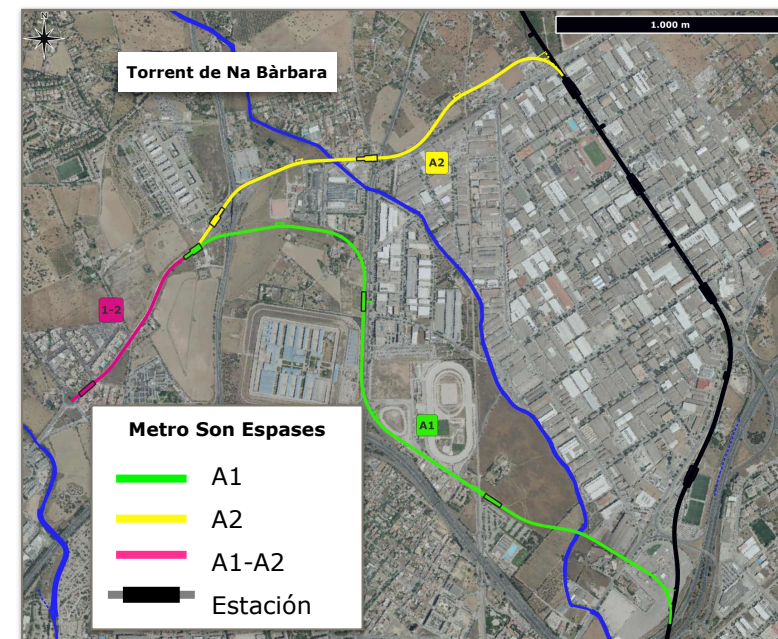 N
1.000 m
Torrent de Na Bàrbara
A2
1-2
A1
Metro Son Espases
A1
A2
A1-A2
Estación